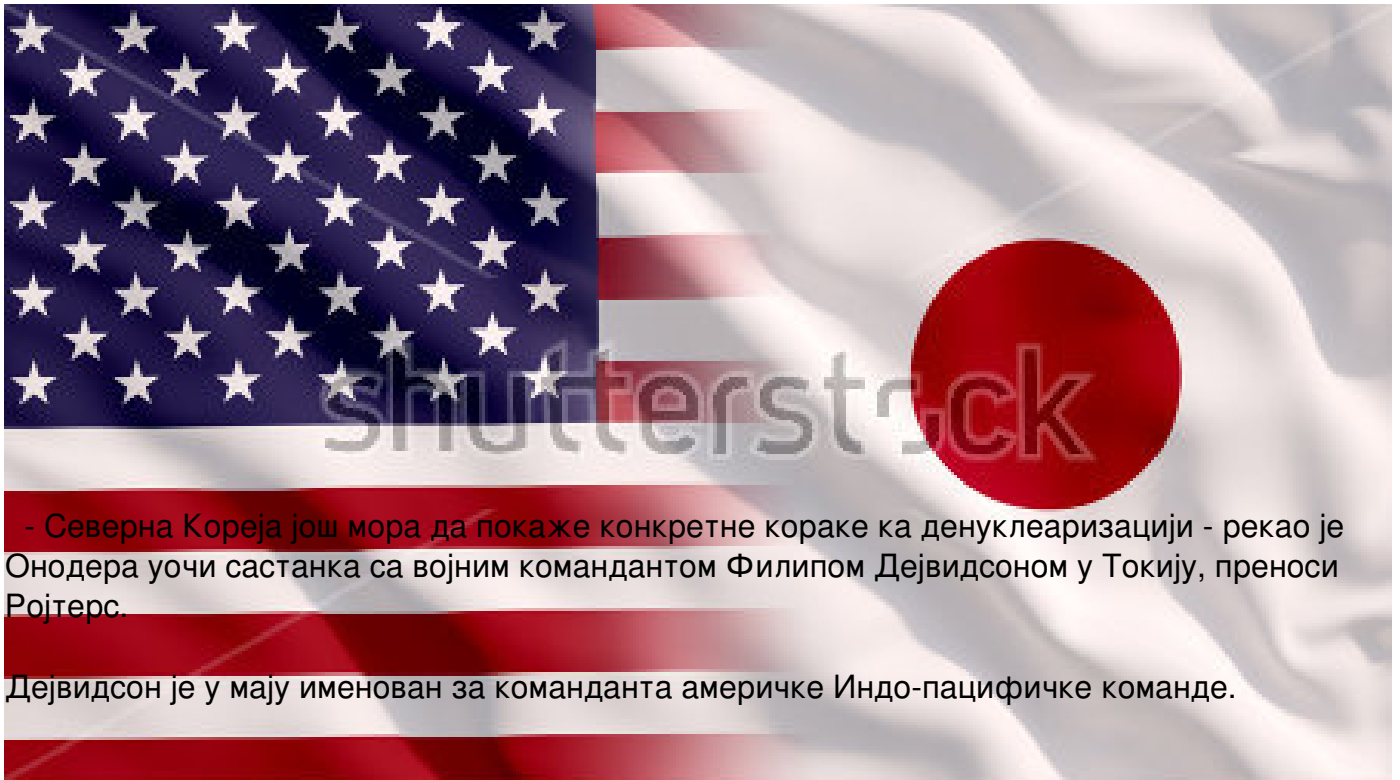 shutterstock
- Северна Кореја још мора да покаже конкретне кораке ка денуклеаризацији - рекао је
Онодера уочи састанка са војним командантом Филипом Дејвидсоном у Токију, преноси
Ројтерс.
Дејвидсон је у мају именован за команданта америчке Индо-пацифичке команде.